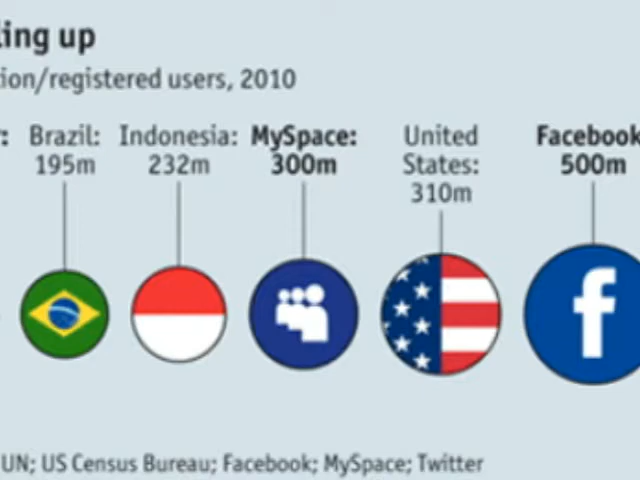 ling up
tion/registered users, 2010
r: Brazil: Indonesia: MySpace: United Facebook
195m 232m 300m States: 500m
310m
UN; US Census Bureau; Facebook; MySpace; Twitter